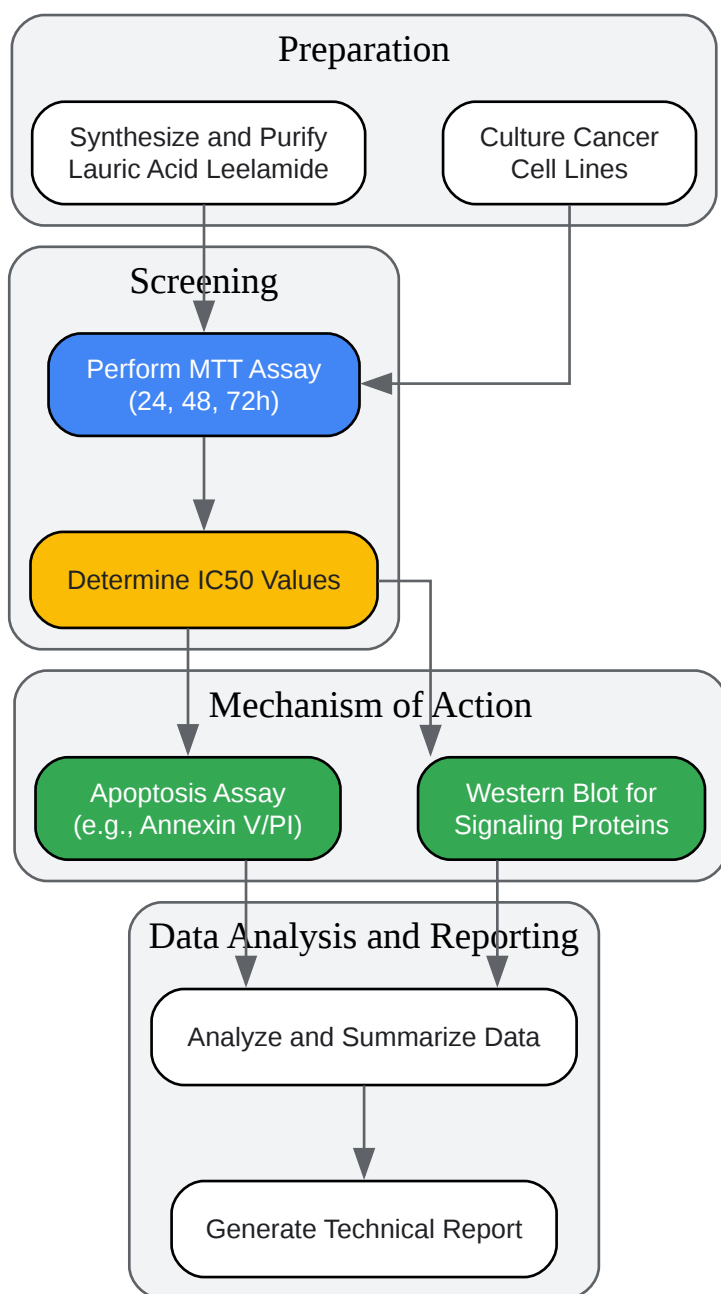 Preparation
Synthesize and Purify
Lauric Acid Leelamide
Culture Cancer
Cell Lines
Screening
Perform MTT Assay
(24, 48, 72h)
Determine IC50 Values
Mechanism of Action
Apoptosis Assay
(e.g., Annexin V/PI)
Western Blot for
Signaling Proteins
Data Analysis and Reporting
Analyze and Summarize Data
Generate Technical Report